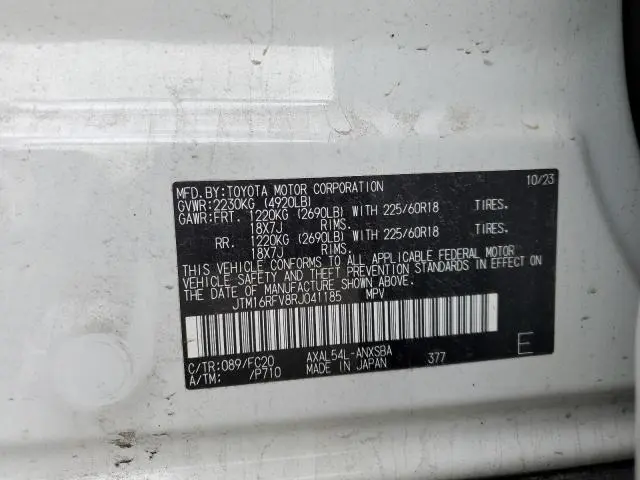 MFD.BY:TOYOTA MOTOR CORPORATION 10/23
GVWR:2230KG (4920LB)
GAWR:FRT. 1220KG (2690LB) WITH 225/60R18 TIRES.
18X7J RIMS.
RR. 1220KG (2690LB) WITH 225/60R18 TIRES.
18X7J RIMS.
THIS VEHICLE CONFORMS TO ALL APPLICABLE FEDERAL MOTOR
VEHICLE SAFETY AND THEFT PREVENTION STANDARDS IN EFFECT ON
THE DATE OF MANUFACTURE SHOWN ABOVE.
JTM16RFV8RJ041185 MPV
C/TR:089/FC20 AXAL54L-ANXSBA 377 E
A/TM: /P710 MADE IN JAPAN